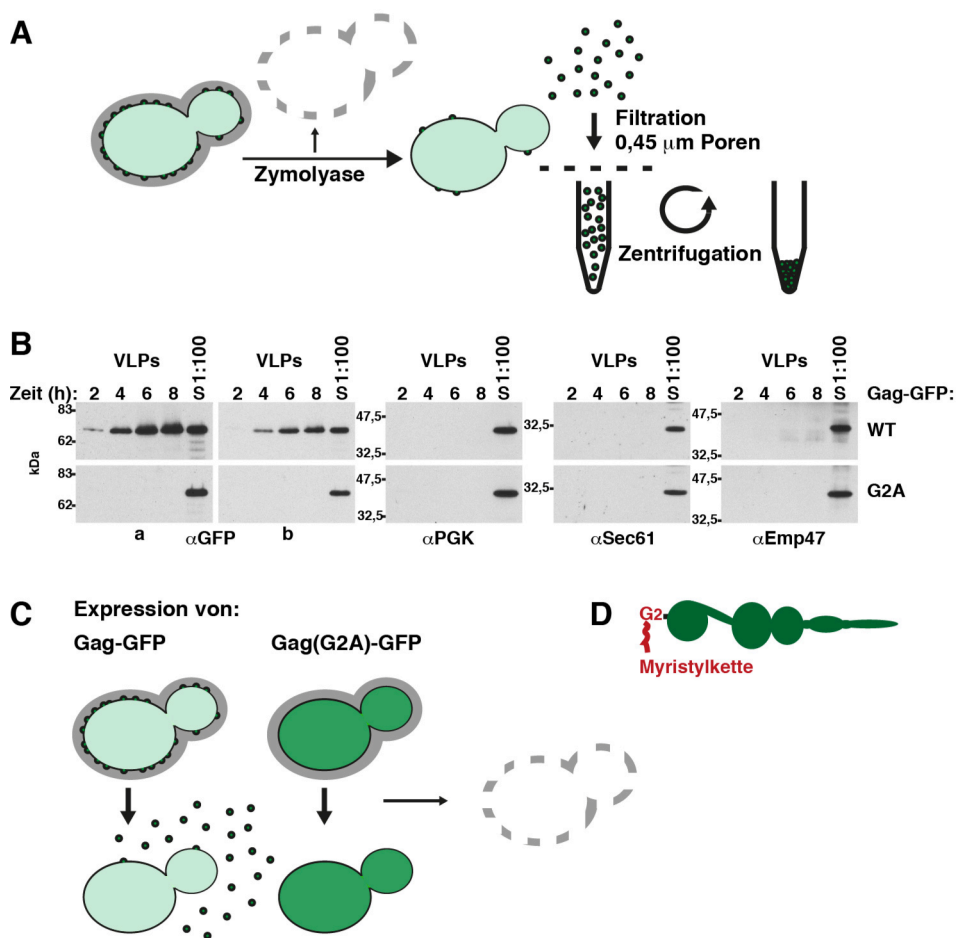 A
Zymolyase
Filtration
0,45 µm Poren
Zentrifugation
B
VLPs VLPs VLPs VLPs VLPs
Zeit (h): 2 4 6 8 S 1:100 2 4 6 8 S 1:100 2 4 6 8 S 1:100 2 4 6 8 S 1:100 2 4 6 8 S 1:100 Gag-GFP:
83
62
47,5
32,5
32,5
47,5
32,5
WT
kDa
83
62
47,5
32,5
32,5
47,5
32,5
G2A
a αGFP b αPGK αSec61 αEmp47
C
Expression von:
Gag-GFP Gag(G2A)-GFP
D
G2
Myristylkette